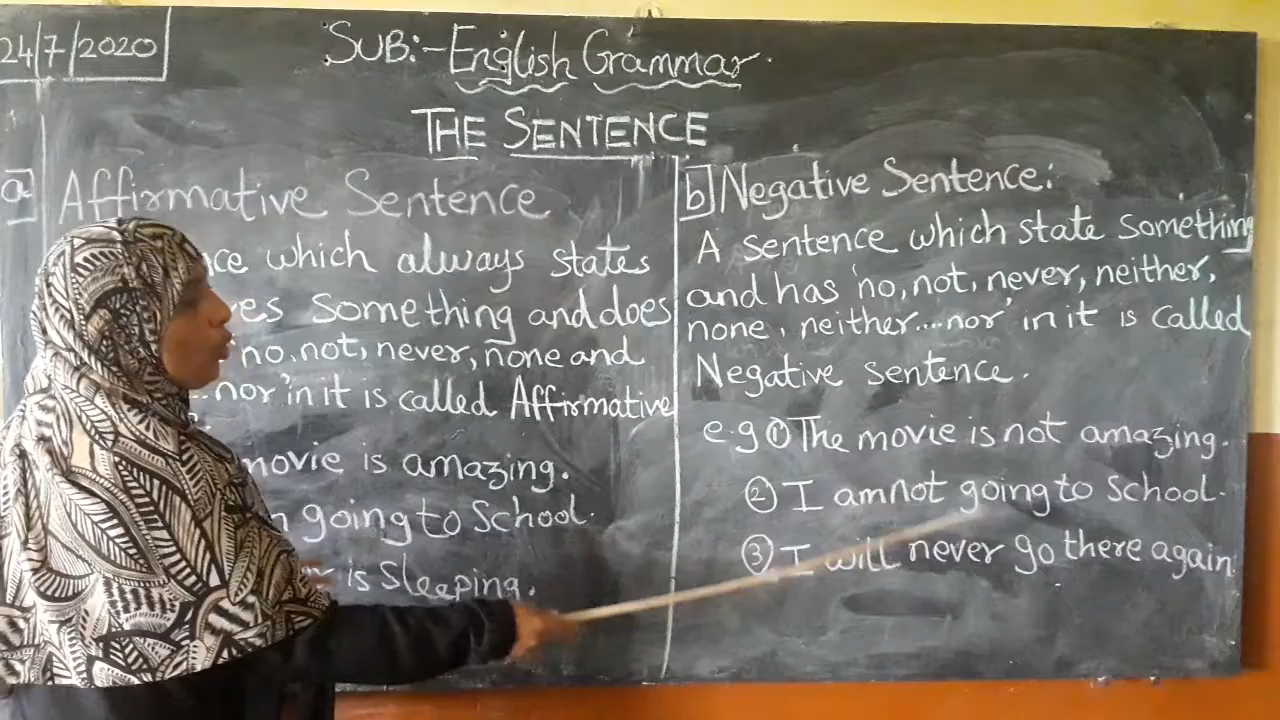 24/7/2020
SUB:- English Grammar.
THE SENTENCE
a Affirmative Sentence
which always states
something and does
no, not, never, none and
..nor' in it is called Affirmative
movie is amazing.
going to School.
is Sleeping.
b Negative Sentence:
A sentence which state something
and has 'no, not, never, neither,
none, neither....nor' in it is called
Negative sentence.
e.g ① The movie is not amazing.
② I am not going to School.
③ I will never go there again